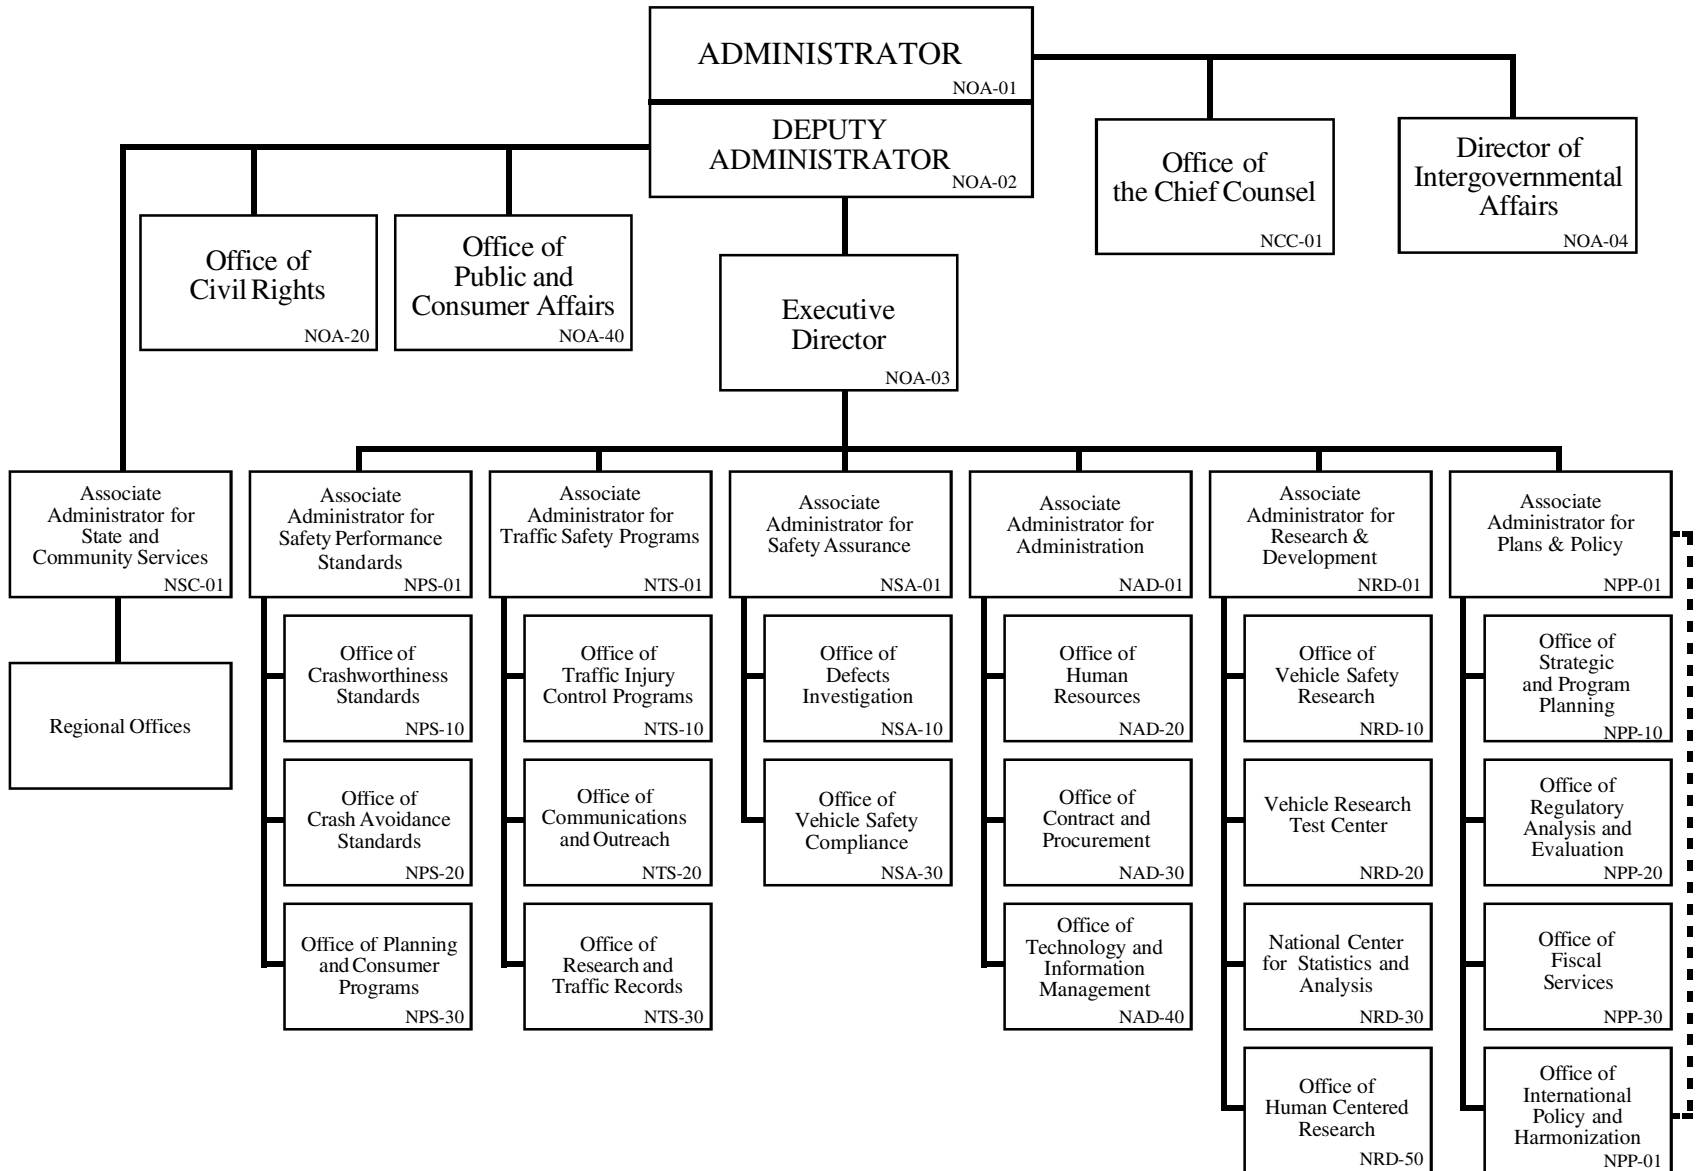 ADMINISTRATOR
NOA-01
DEPUTY
ADMINISTRATOR
NOA-02
Office of
the Chief Counsel
NCC-01
Director of
Intergovernmental
Affairs
NOA-04
Office of
Civil Rights
NOA-20
Office of
Public and
Consumer Affairs
NOA-40
Executive
Director
NOA-03
Associate
Administrator for
State and
Community Services
NSC-01
Associate
Administrator for
Safety Performance
Standards
NPS-01
Associate
Administrator for
Traffic Safety Programs
NTS-01
Associate
Administrator for
Safety Assurance
NSA-01
Associate
Administrator for
Administration
NAD-01
Associate
Administrator for
Research &
Development
NRD-01
Associate
Administrator for
Plans & Policy
NPP-01
Regional Offices
Office of
Crashworthiness
Standards
NPS-10
Office of
Crash Avoidance
Standards
NPS-20
Office of Planning
and Consumer
Programs
NPS-30
Office of
Traffic Injury
Control Programs
NTS-10
Office of
Communications
and Outreach
NTS-20
Office of
Research and
Traffic Records
NTS-30
Office of
Defects
Investigation
NSA-10
Office of
Vehicle Safety
Compliance
NSA-30
Office of
Human
Resources
NAD-20
Office of
Contract and
Procurement
NAD-30
Office of
Technology and
Information
Management
NAD-40
Office of
Vehicle Safety
Research
NRD-10
Vehicle Research
Test Center
NRD-20
National Center
for Statistics and
Analysis
NRD-30
Office of
Human Centered
Research
NRD-50
Office of
Strategic
and Program
Planning
NPP-10
Office of
Regulatory
Analysis and
Evaluation
NPP-20
Office of
Fiscal
Services
NPP-30
Office of
International
Policy and
Harmonization
NPP-01